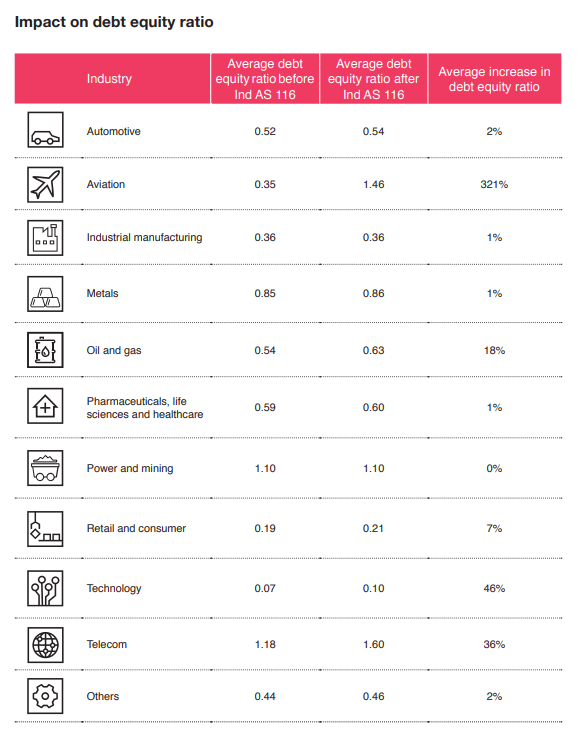 Impact on debt equity ratio
Industry
Average debt
equity ratio before
Ind AS 116
Average debt
equity ratio after
Ind AS 116
Average increase in
debt equity ratio
Automotive 0.52 0.54 2%
Aviation 0.35 1.46 321%
Industrial manufacturing 0.36 0.36 1%
Metals 0.85 0.86 1%
Oil and gas 0.54 0.63 18%
Pharmaceuticals, life
sciences and healthcare 0.59 0.60 1%
Power and mining 1.10 1.10 0%
Retail and consumer 0.19 0.21 7%
Technology 0.07 0.10 46%
Telecom 1.18 1.60 36%
Others 0.44 0.46 2%